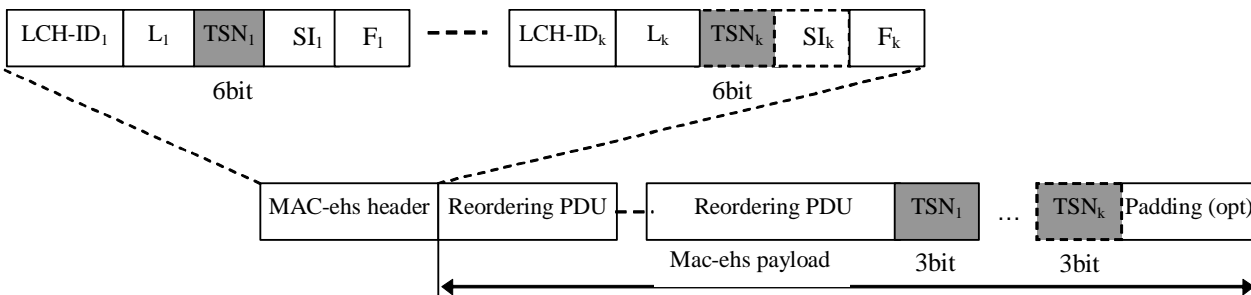 LCH-ID₁ L₁ TSN₁ SI₁ F₁ LCH-IDₖ Lₖ TSNₖ SIₖ Fₖ
6bit 6bit
MAC-ehs header Reordering PDU Reordering PDU TSN₁ … TSNₖ Padding (opt)
Mac-ehs payload 3bit 3bit